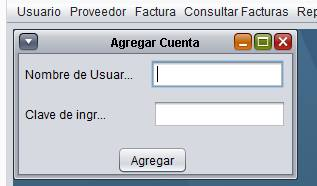 Usuario Proveedor Factura Consultar Facturas Rep
Agregar Cuenta
Nombre de Usuar...
Clave de ingr...
Agregar